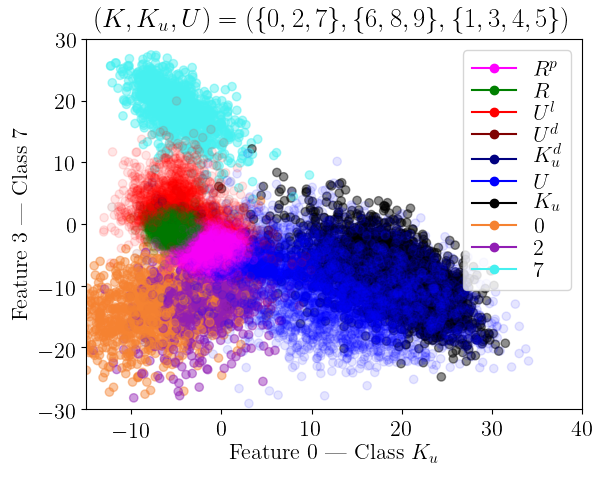 (K, K_u, U) = ({0, 2, 7}, {6, 8, 9}, {1, 3, 4, 5})
30
20
10
0
−10
−20
−30
Feature 3 — Class 7
R^p
R
U^l
U^d
K_u^d
U
K_u
0
2
7
−10
0
10
20
30
40
Feature 0 — Class K_u